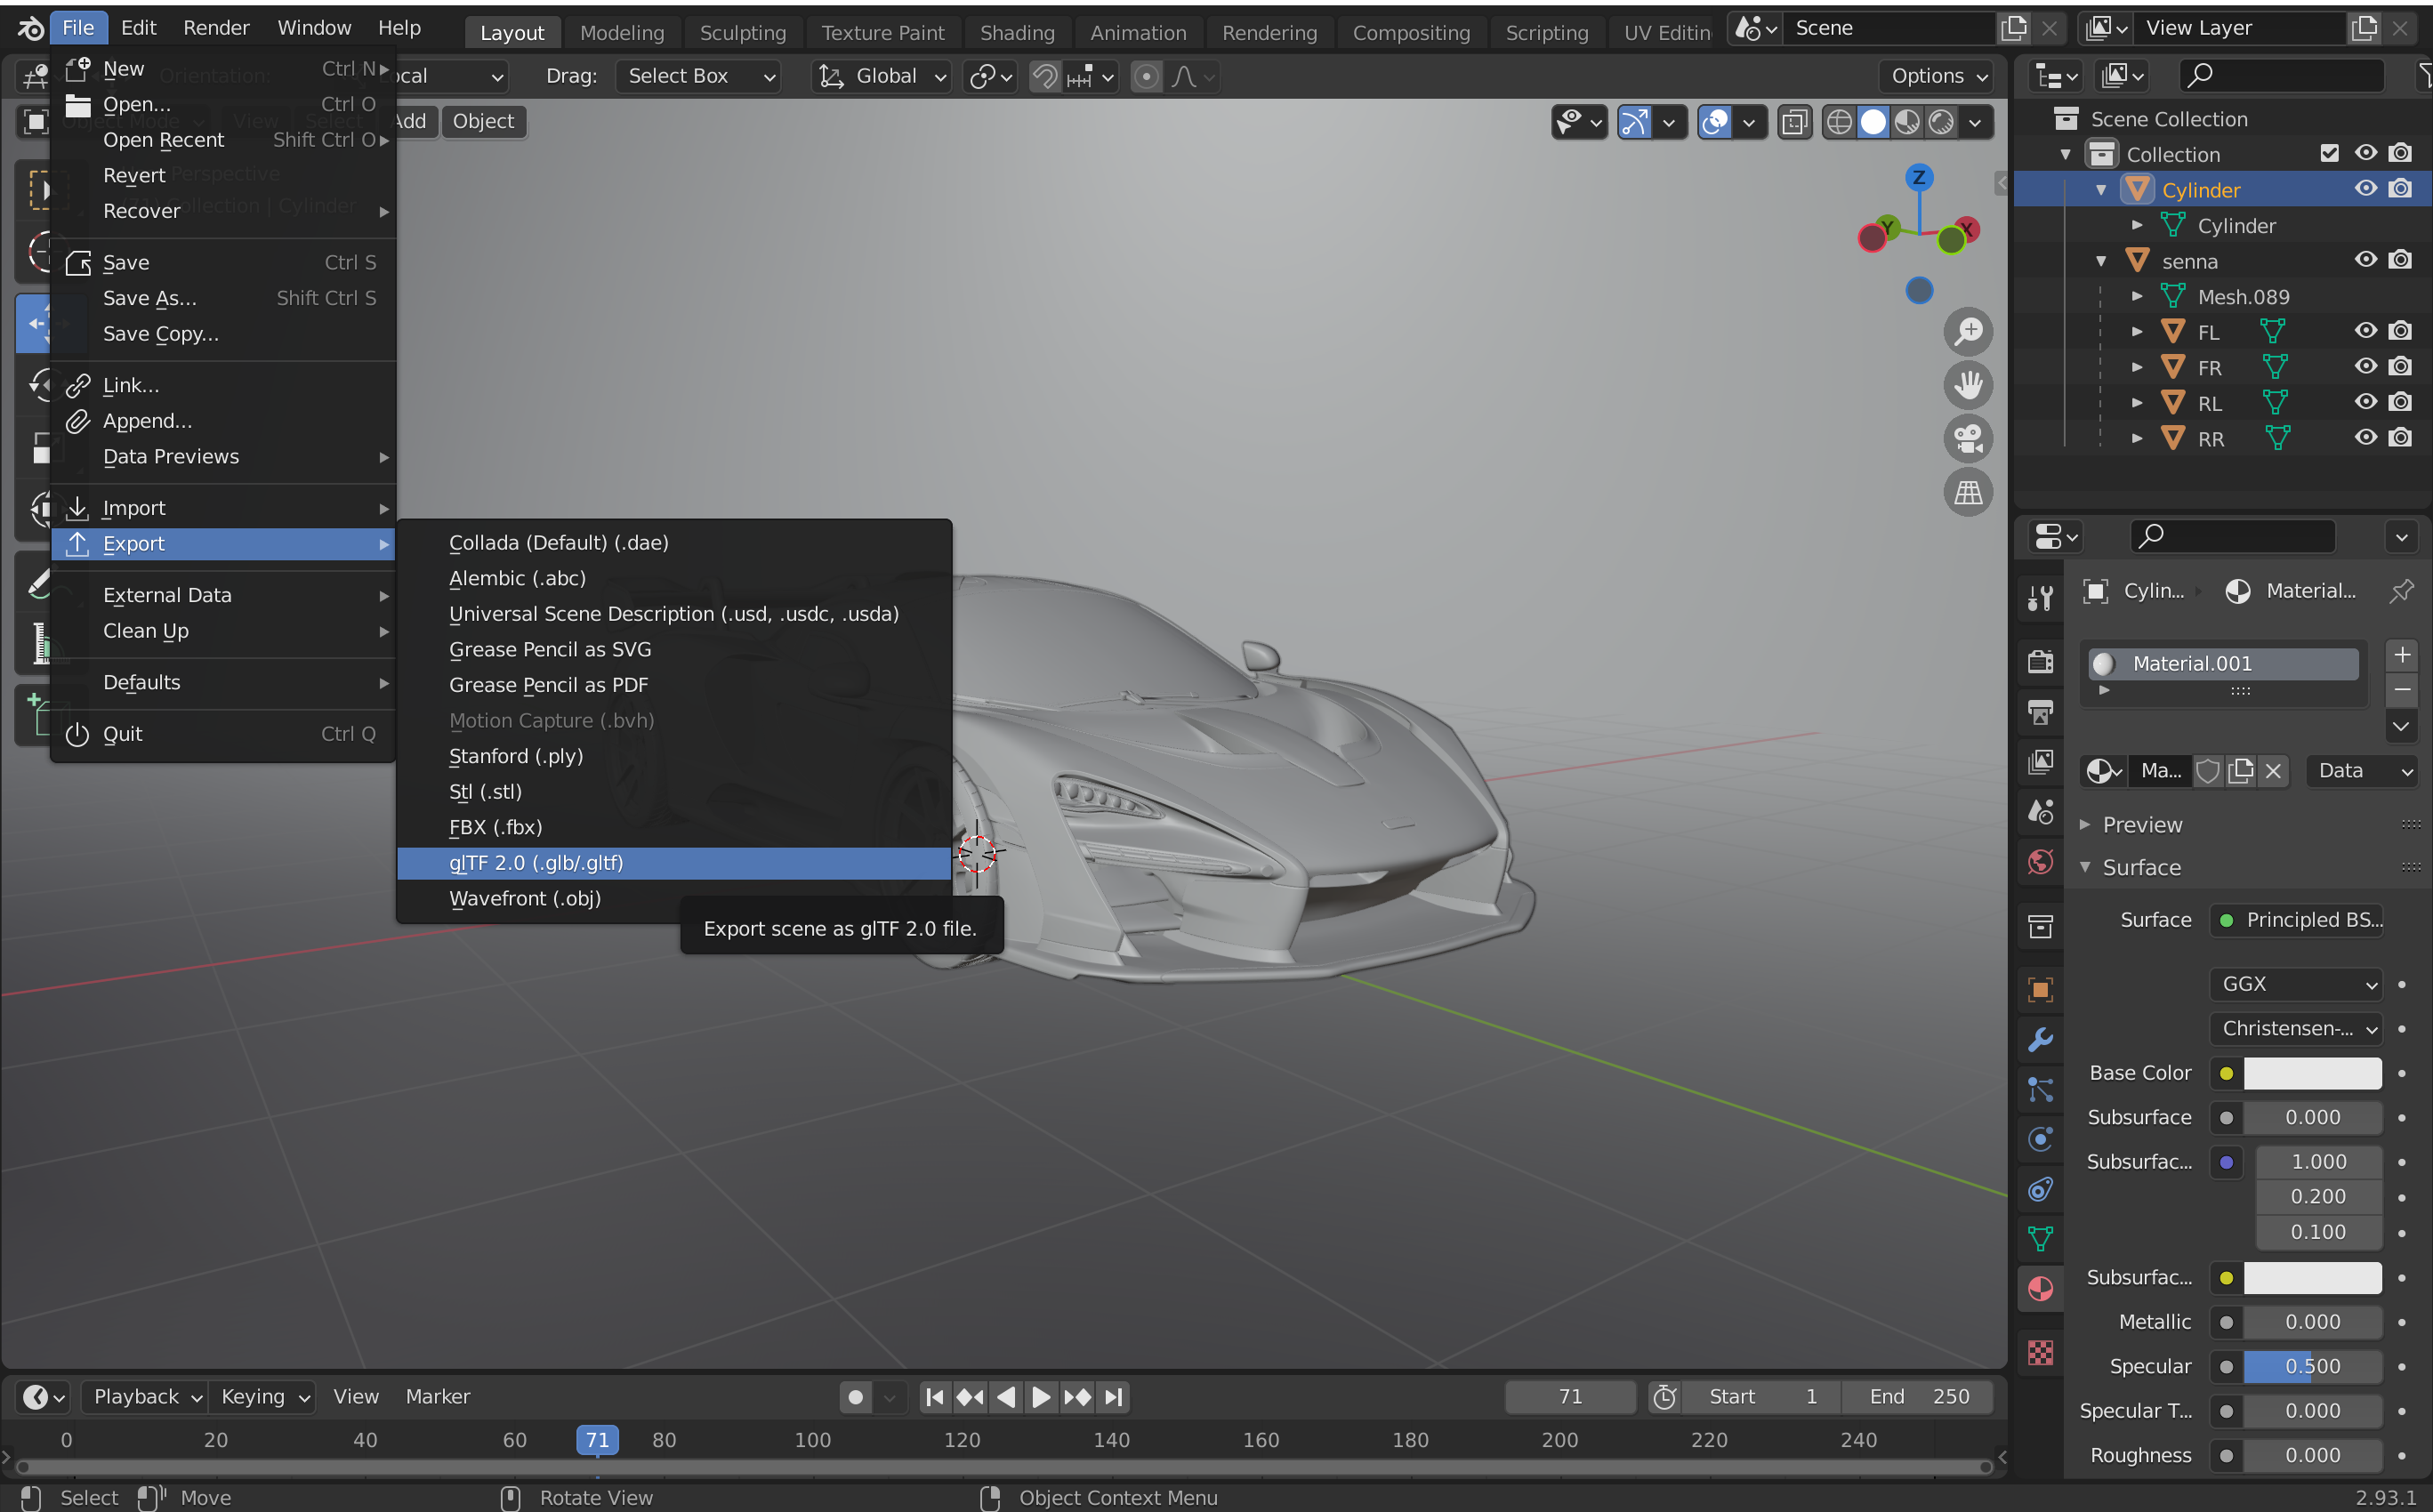 File Edit Render Window Help Layout Modeling Sculpting Texture Paint Shading Animation Rendering Compositing Scripting UV Editin Scene View Layer
Orientation: ocal Drag: Select Box Global Options
Object Mode View Select Add Object
New Ctrl N
Open... Ctrl O
Open Recent Shift Ctrl O
Revert
Recover
Perspective
Collection | Cylinder
Save Ctrl S
Save As... Shift Ctrl S
Save Copy...
Link...
Append...
Data Previews
Import
Export
External Data
Clean Up
Defaults
Quit Ctrl Q
Collada (Default) (.dae)
Alembic (.abc)
Universal Scene Description (.usd, .usdc, .usda)
Grease Pencil as SVG
Grease Pencil as PDF
Motion Capture (.bvh)
Stanford (.ply)
Stl (.stl)
FBX (.fbx)
glTF 2.0 (.glb/.gltf)
Wavefront (.obj)
Export scene as glTF 2.0 file.
Z
Y
X
Scene Collection
Collection
Cylinder
Cylinder
senna
Mesh.089
FL
FR
RL
RR
Cylin... Material...
Material.001
Ma... Data
Preview
Surface
Surface Principled BS...
GGX
Christensen-...
Base Color
Subsurface 0.000
Subsurfac... 1.000
0.200
0.100
Subsurfac...
Metallic 0.000
Specular 0.500
Specular T... 0.000
Roughness 0.000
Playback Keying View Marker 71 Start 1 End 250
0 20 40 60 71 80 100 120 140 160 180 200 220 240
Select Move Rotate View Object Context Menu 2.93.1